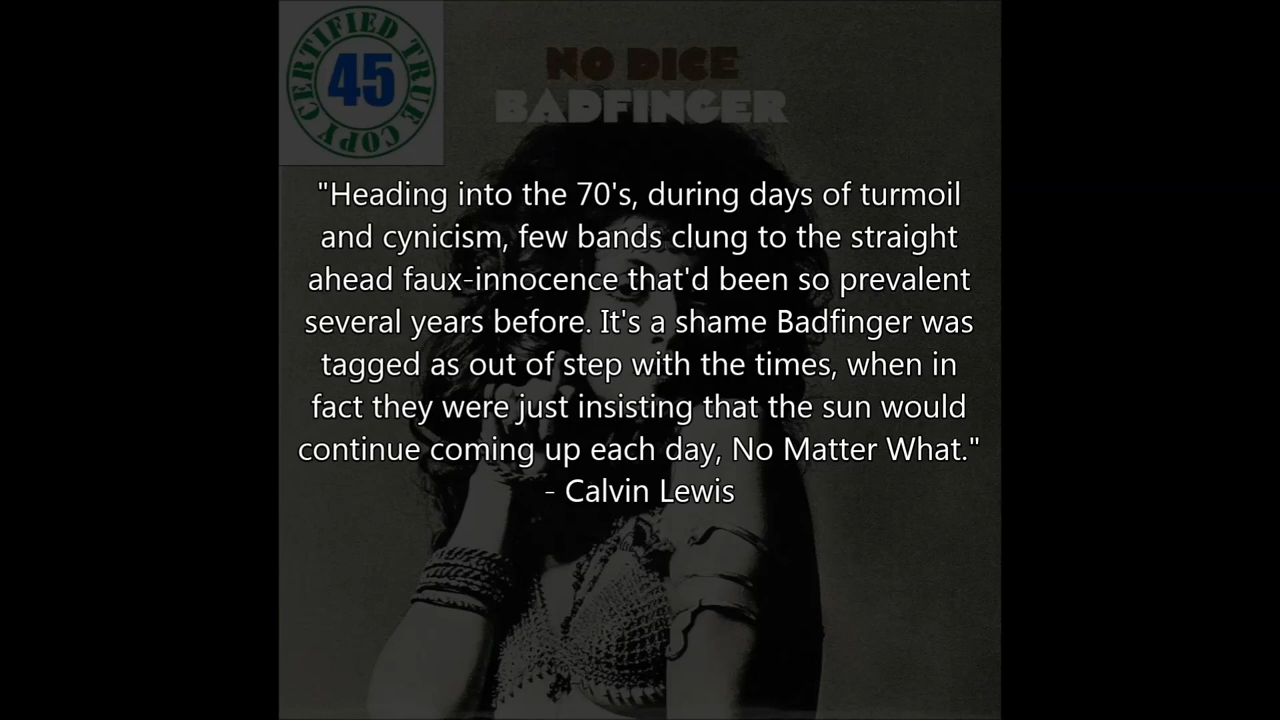 CERTIFIED TRUE COPY
45
NO DICE
BADFINGER
"Heading into the 70's, during days of turmoil
and cynicism, few bands clung to the straight
ahead faux-innocence that'd been so prevalent
several years before. It's a shame Badfinger was
tagged as out of step with the times, when in
fact they were just insisting that the sun would
continue coming up each day, No Matter What."
- Calvin Lewis